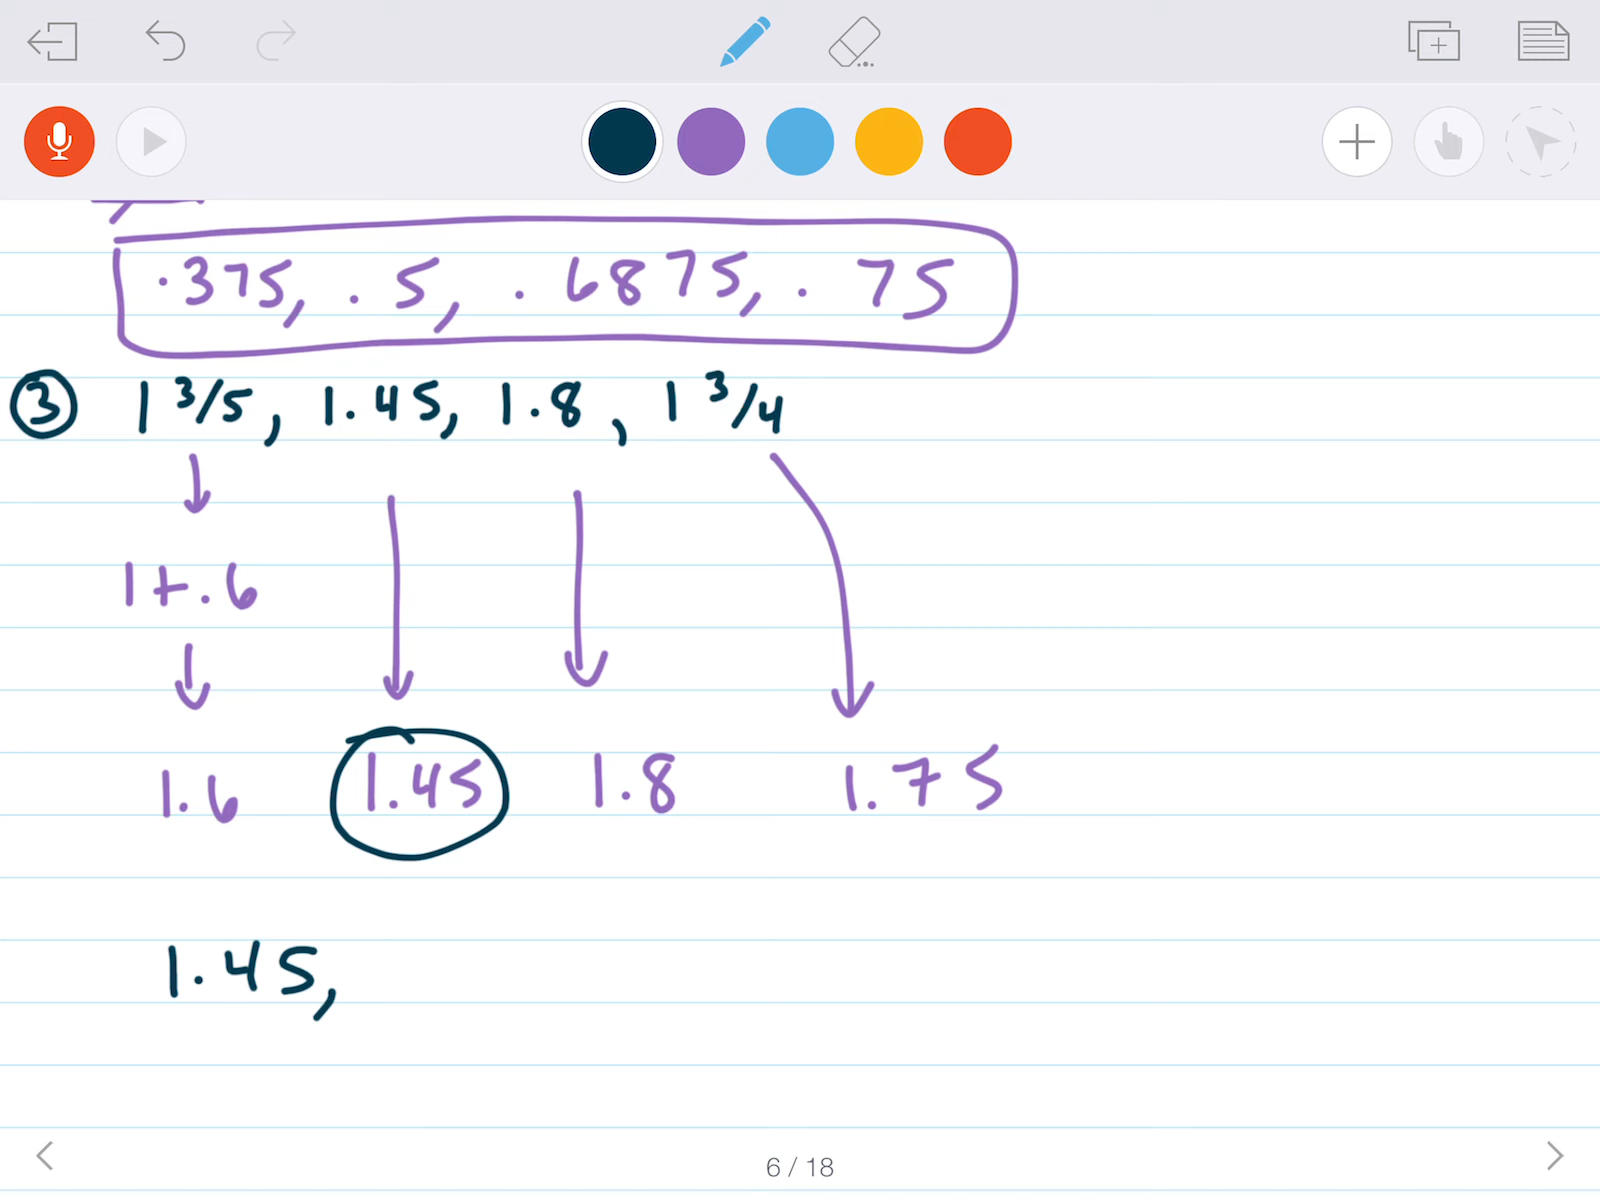 .375, .5, .6875, .75
③ 1 3/5, 1.45, 1.8, 1 3/4
1+.6
1.6 1.45 1.8 1.75
1.45,
6 / 18